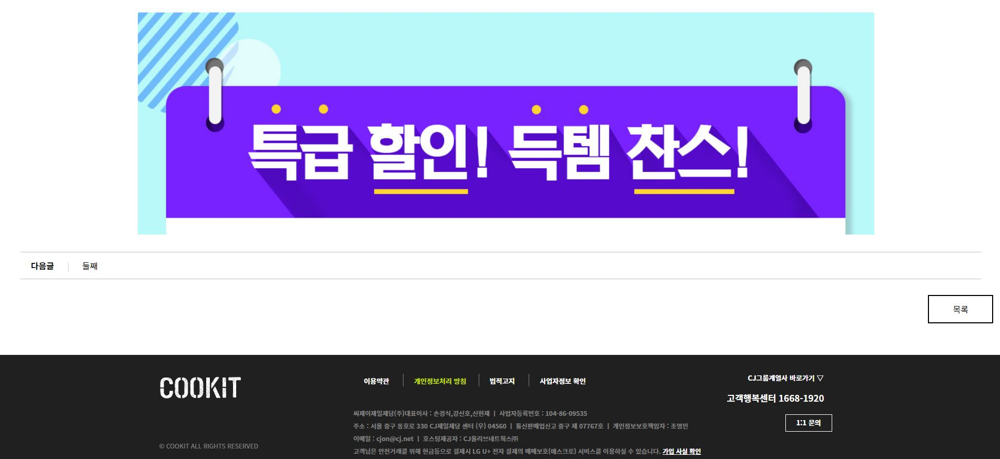 특급 할인! 득템 찬스!
다음글 | 둘째
목록
COOKIT
이용약관 | 개인정보처리 방침 | 법적고지 | 사업자정보 확인
CJ그룹계열사 바로가기 ▽
고객행복센터 1668-1920
1:1 문의
씨제이제일제당(주)대표이사 : 손경식,강신호,신현재 ㅣ 사업자등록번호 : 104-86-09535
주소 : 서울 중구 동호로 330 CJ제일제당 센터 (우) 04560 ㅣ 통신판매업신고 중구 제 07767호 ㅣ 개인정보보호책임자 : 조영민
이메일 : cjon@cj.net ㅣ 호스팅제공자 : CJ올리브네트웍스㈜
고객님은 안전거래를 위해 현금등으로 결제시 LG U+ 전자 결제의 매매보호(에스크로) 서비스를 이용하실 수 있습니다. 가입 사실 확인
© COOKIT ALL RIGHTS RESERVED